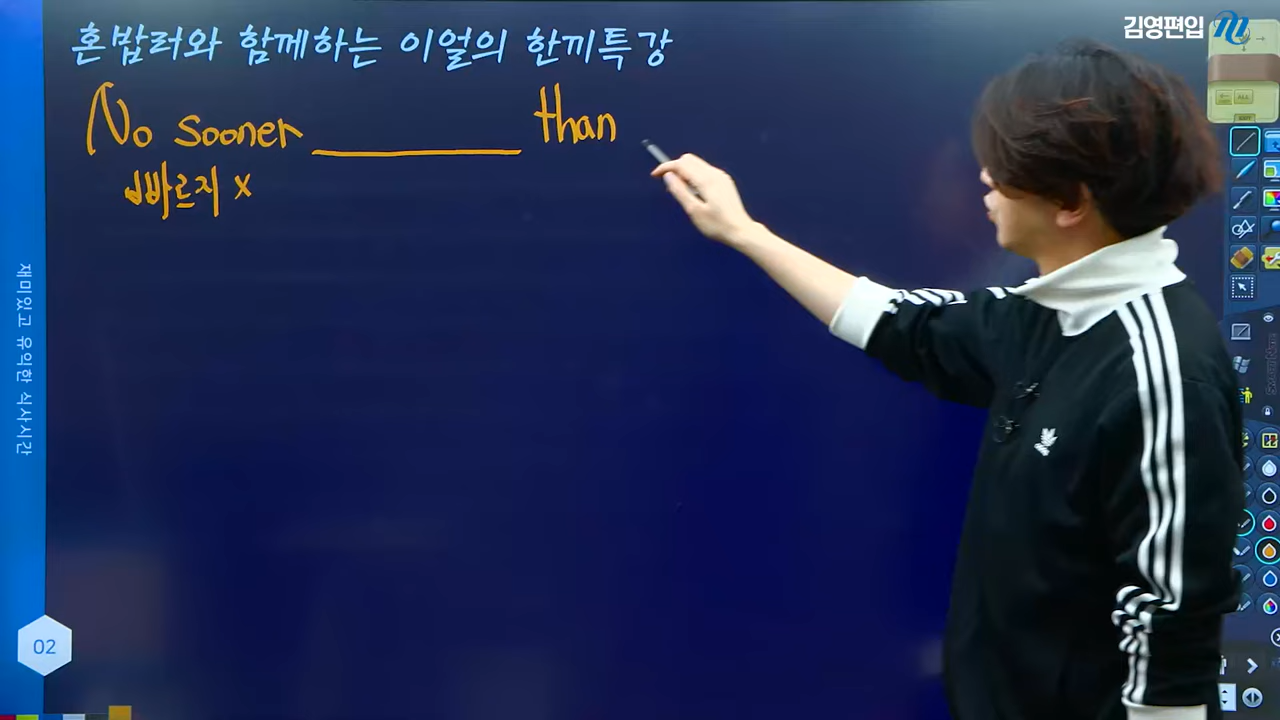 혼밥러와 함께하는 이얼의 한끼특강
김영편입
No sooner ________ than
빠르지 x
재미있고 유익한 식사시간
02